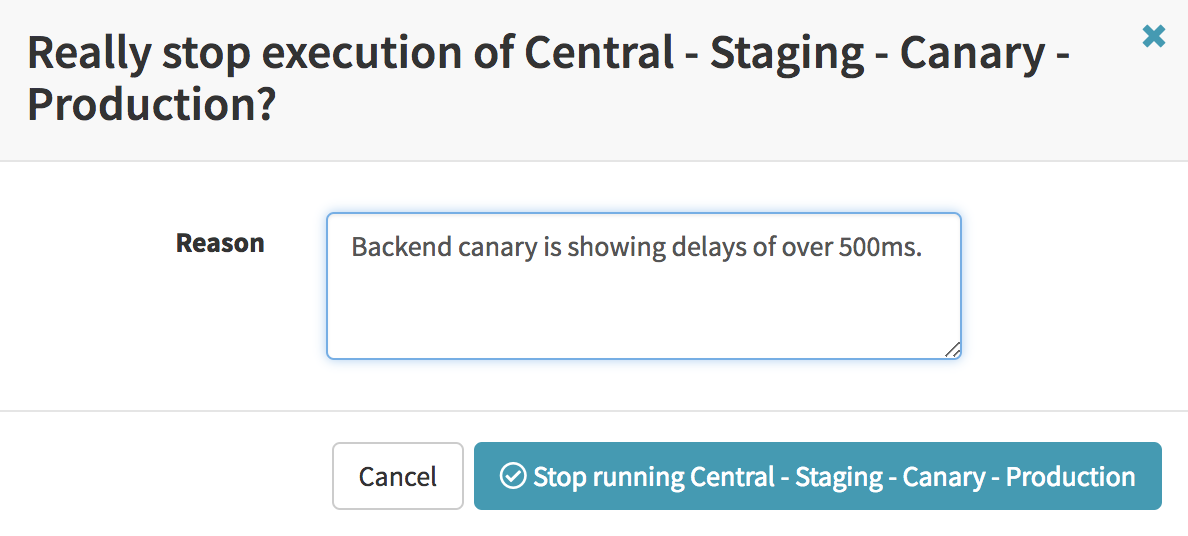 Really stop execution of Central - Staging - Canary -
Production?
Reason
Backend canary is showing delays of over 500ms.
Cancel
Stop running Central - Staging - Canary - Production